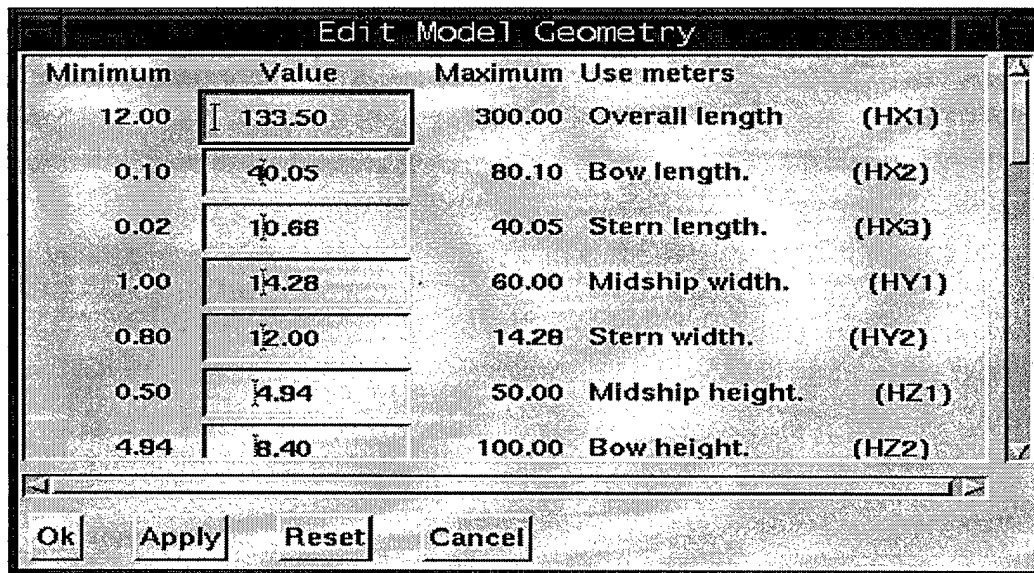 Edit Model Geometry
Minimum Value Maximum Use meters
12.00 133.50 300.00 Overall length (HX1)
0.10 40.05 80.10 Bow length. (HX2)
0.02 10.68 40.05 Stern length. (HX3)
1.00 14.28 60.00 Midship width. (HY1)
0.80 12.00 14.28 Stern width. (HY2)
0.50 4.94 50.00 Midship height. (HZ1)
4.94 8.40 100.00 Bow height. (HZ2)
Ok Apply Reset Cancel